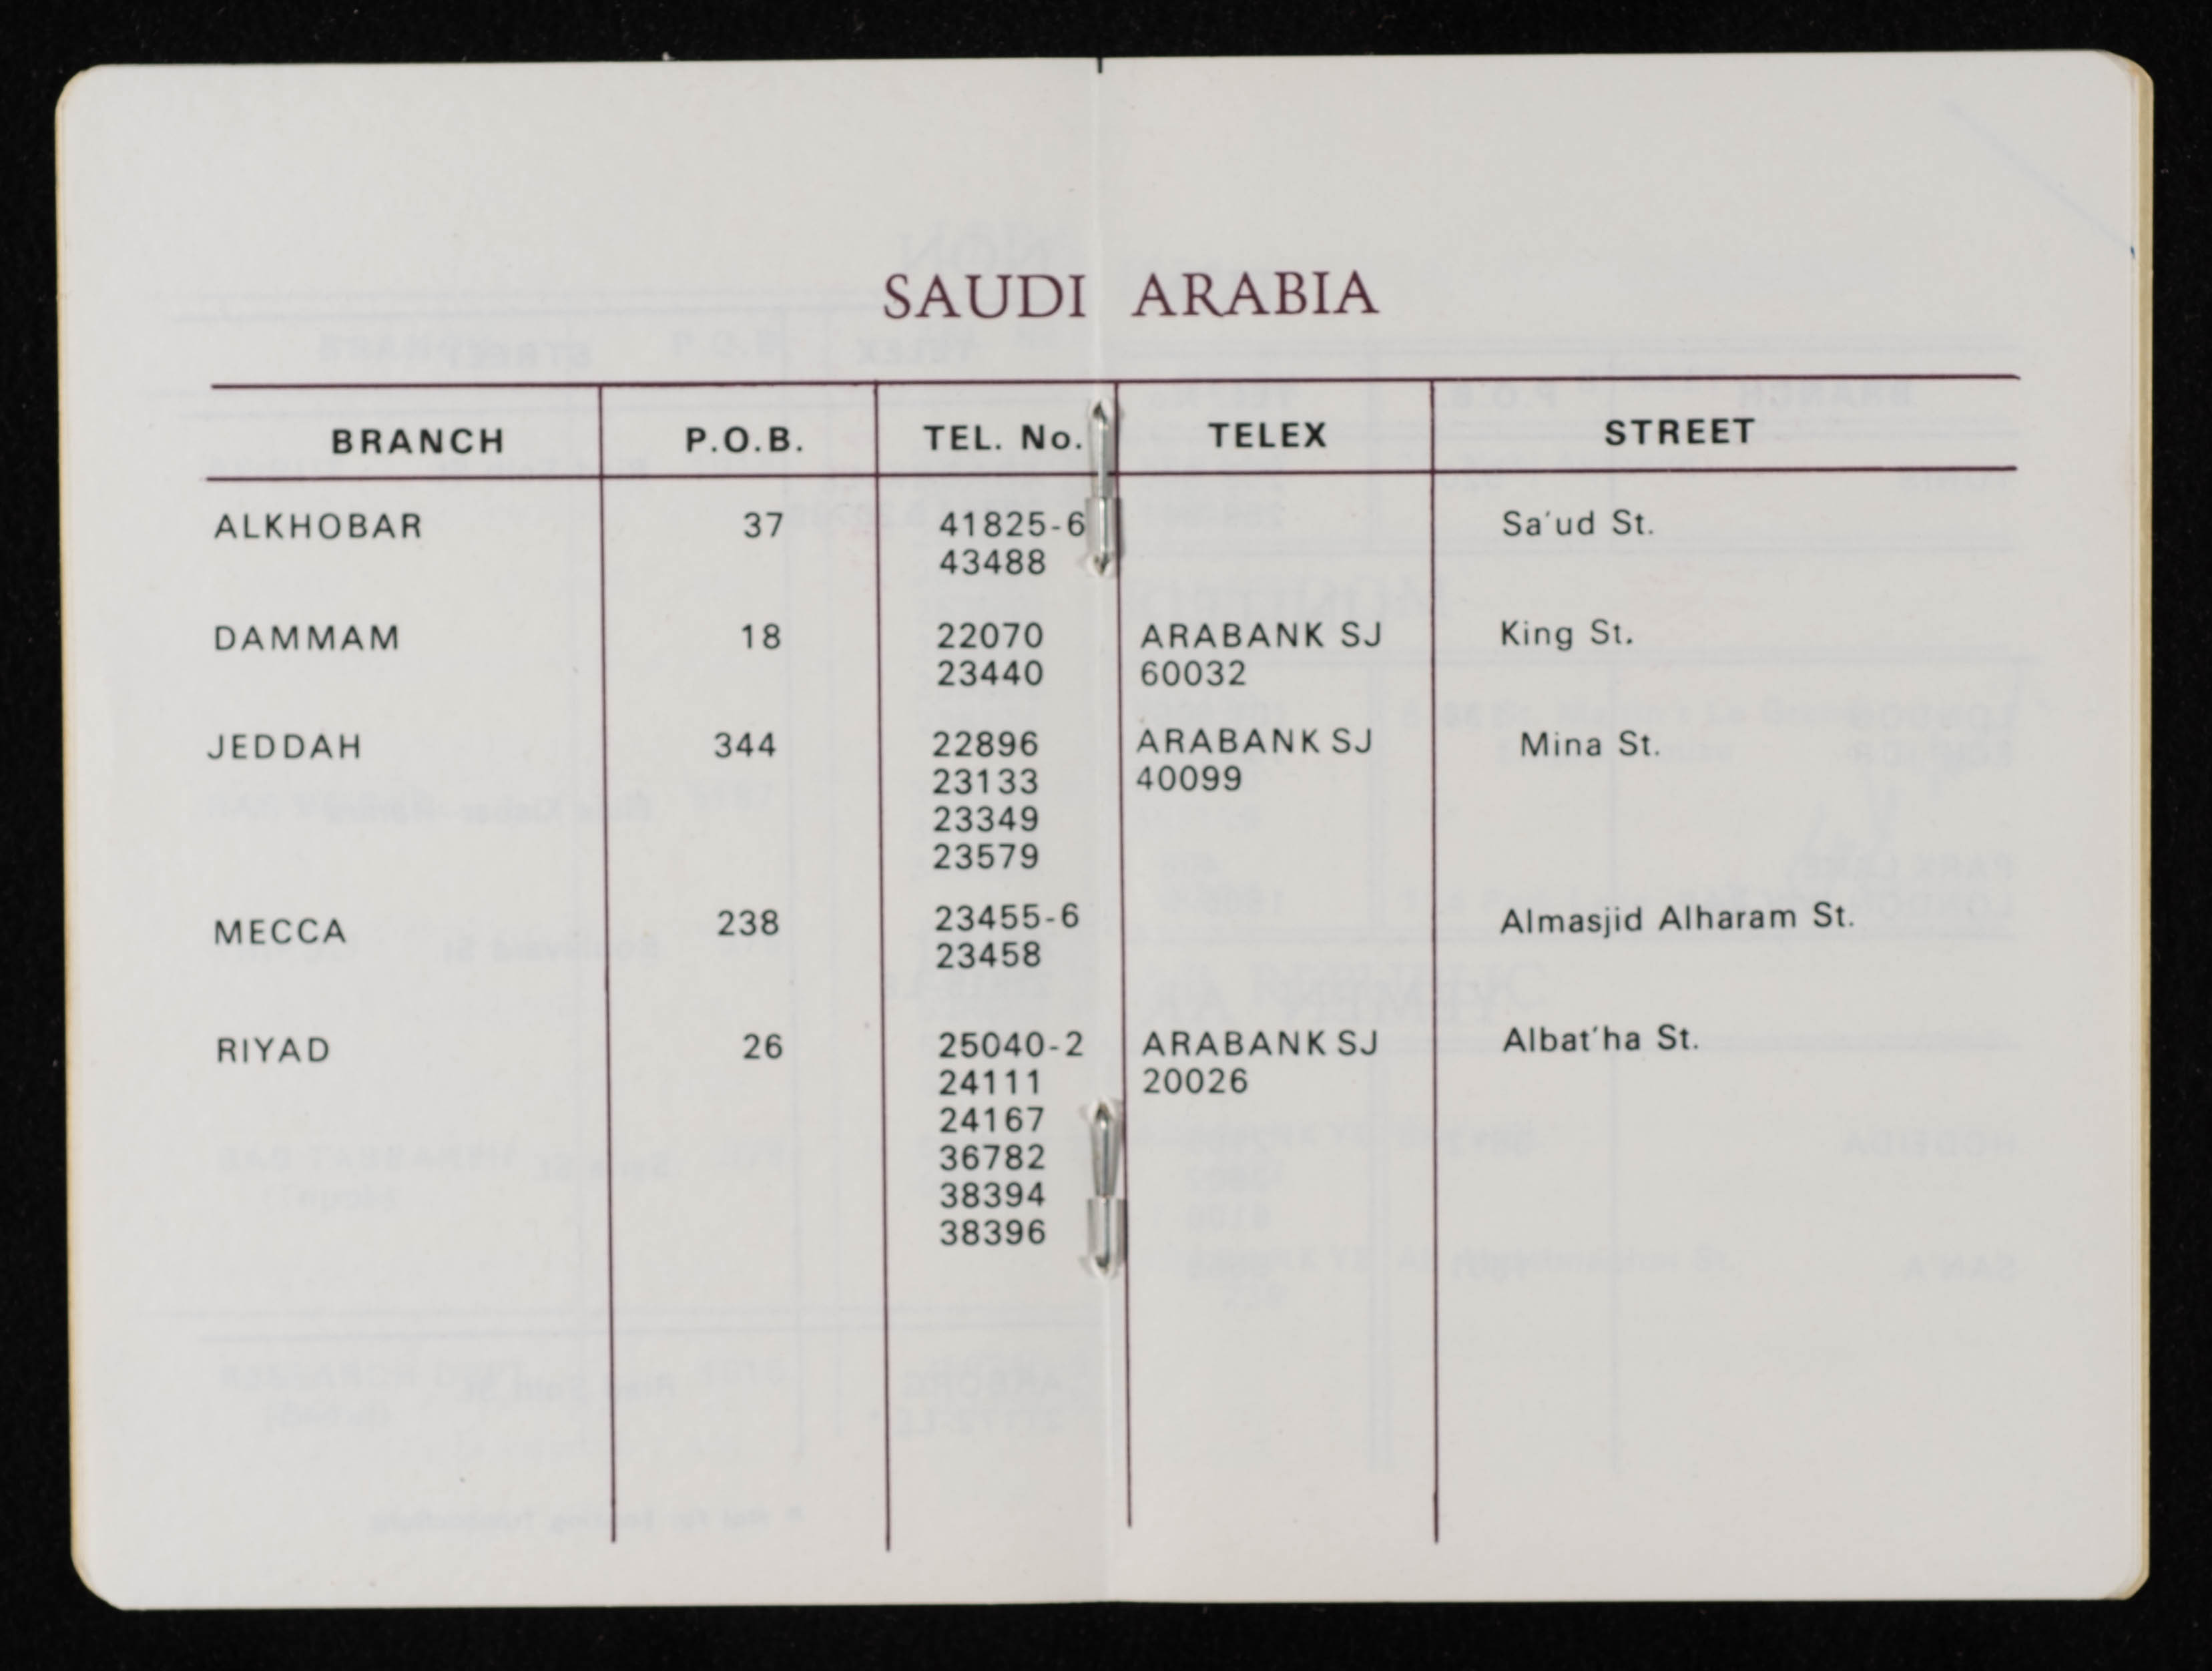 SAUDI ARABIA
BRANCH P.O.B. TEL. No. TELEX STREET
ALKHOBAR 37 41825-6 Sa'ud St.
43488
DAMMAM 18 22070 ARABANK SJ King St.
23440 60032
JEDDAH 344 22896 ARABANK SJ Mina St.
23133 40099
23349
23579
MECCA 238 23455-6 Almasjid Alharam St.
23458
RIYAD 26 25040-2 ARABANK SJ Albat'ha St.
24111 20026
24167
36782
38394
38396